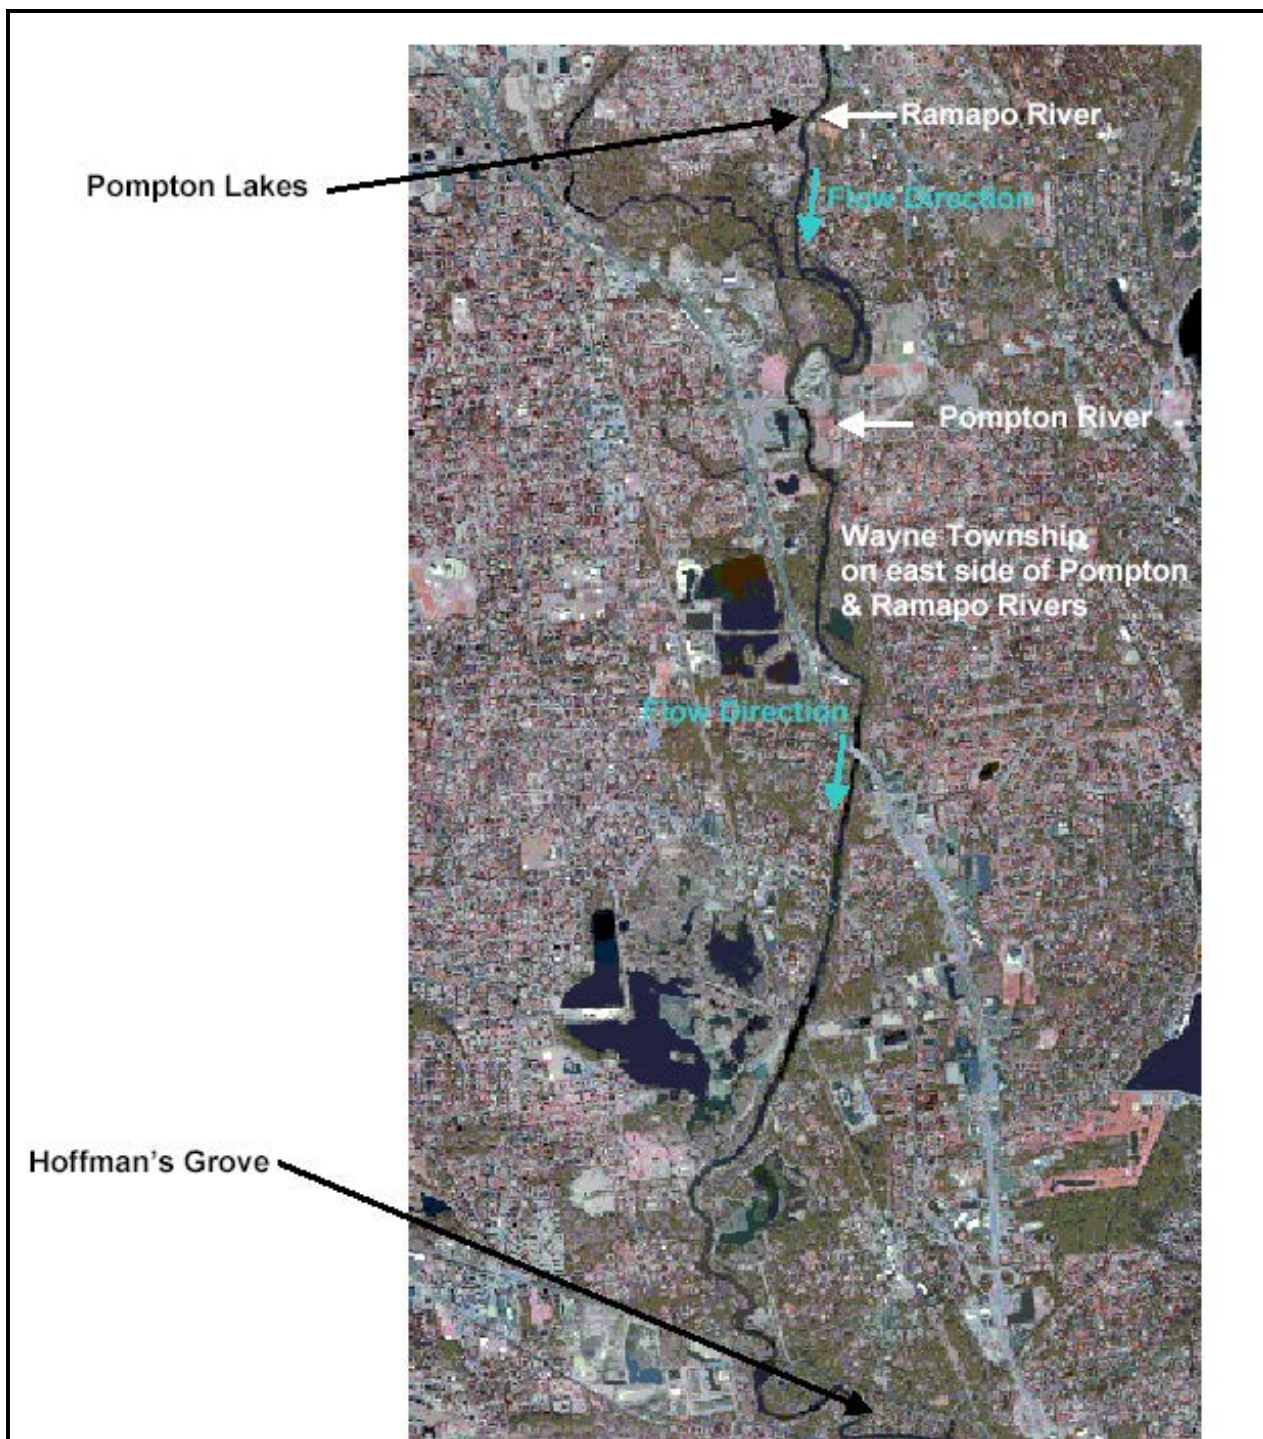 Ramapo River
Pompton Lakes
Flow Direction
Pompton River
Wayne Township
on east side of Pompton
& Ramapo Rivers
Flow Direction
Hoffman's Grove